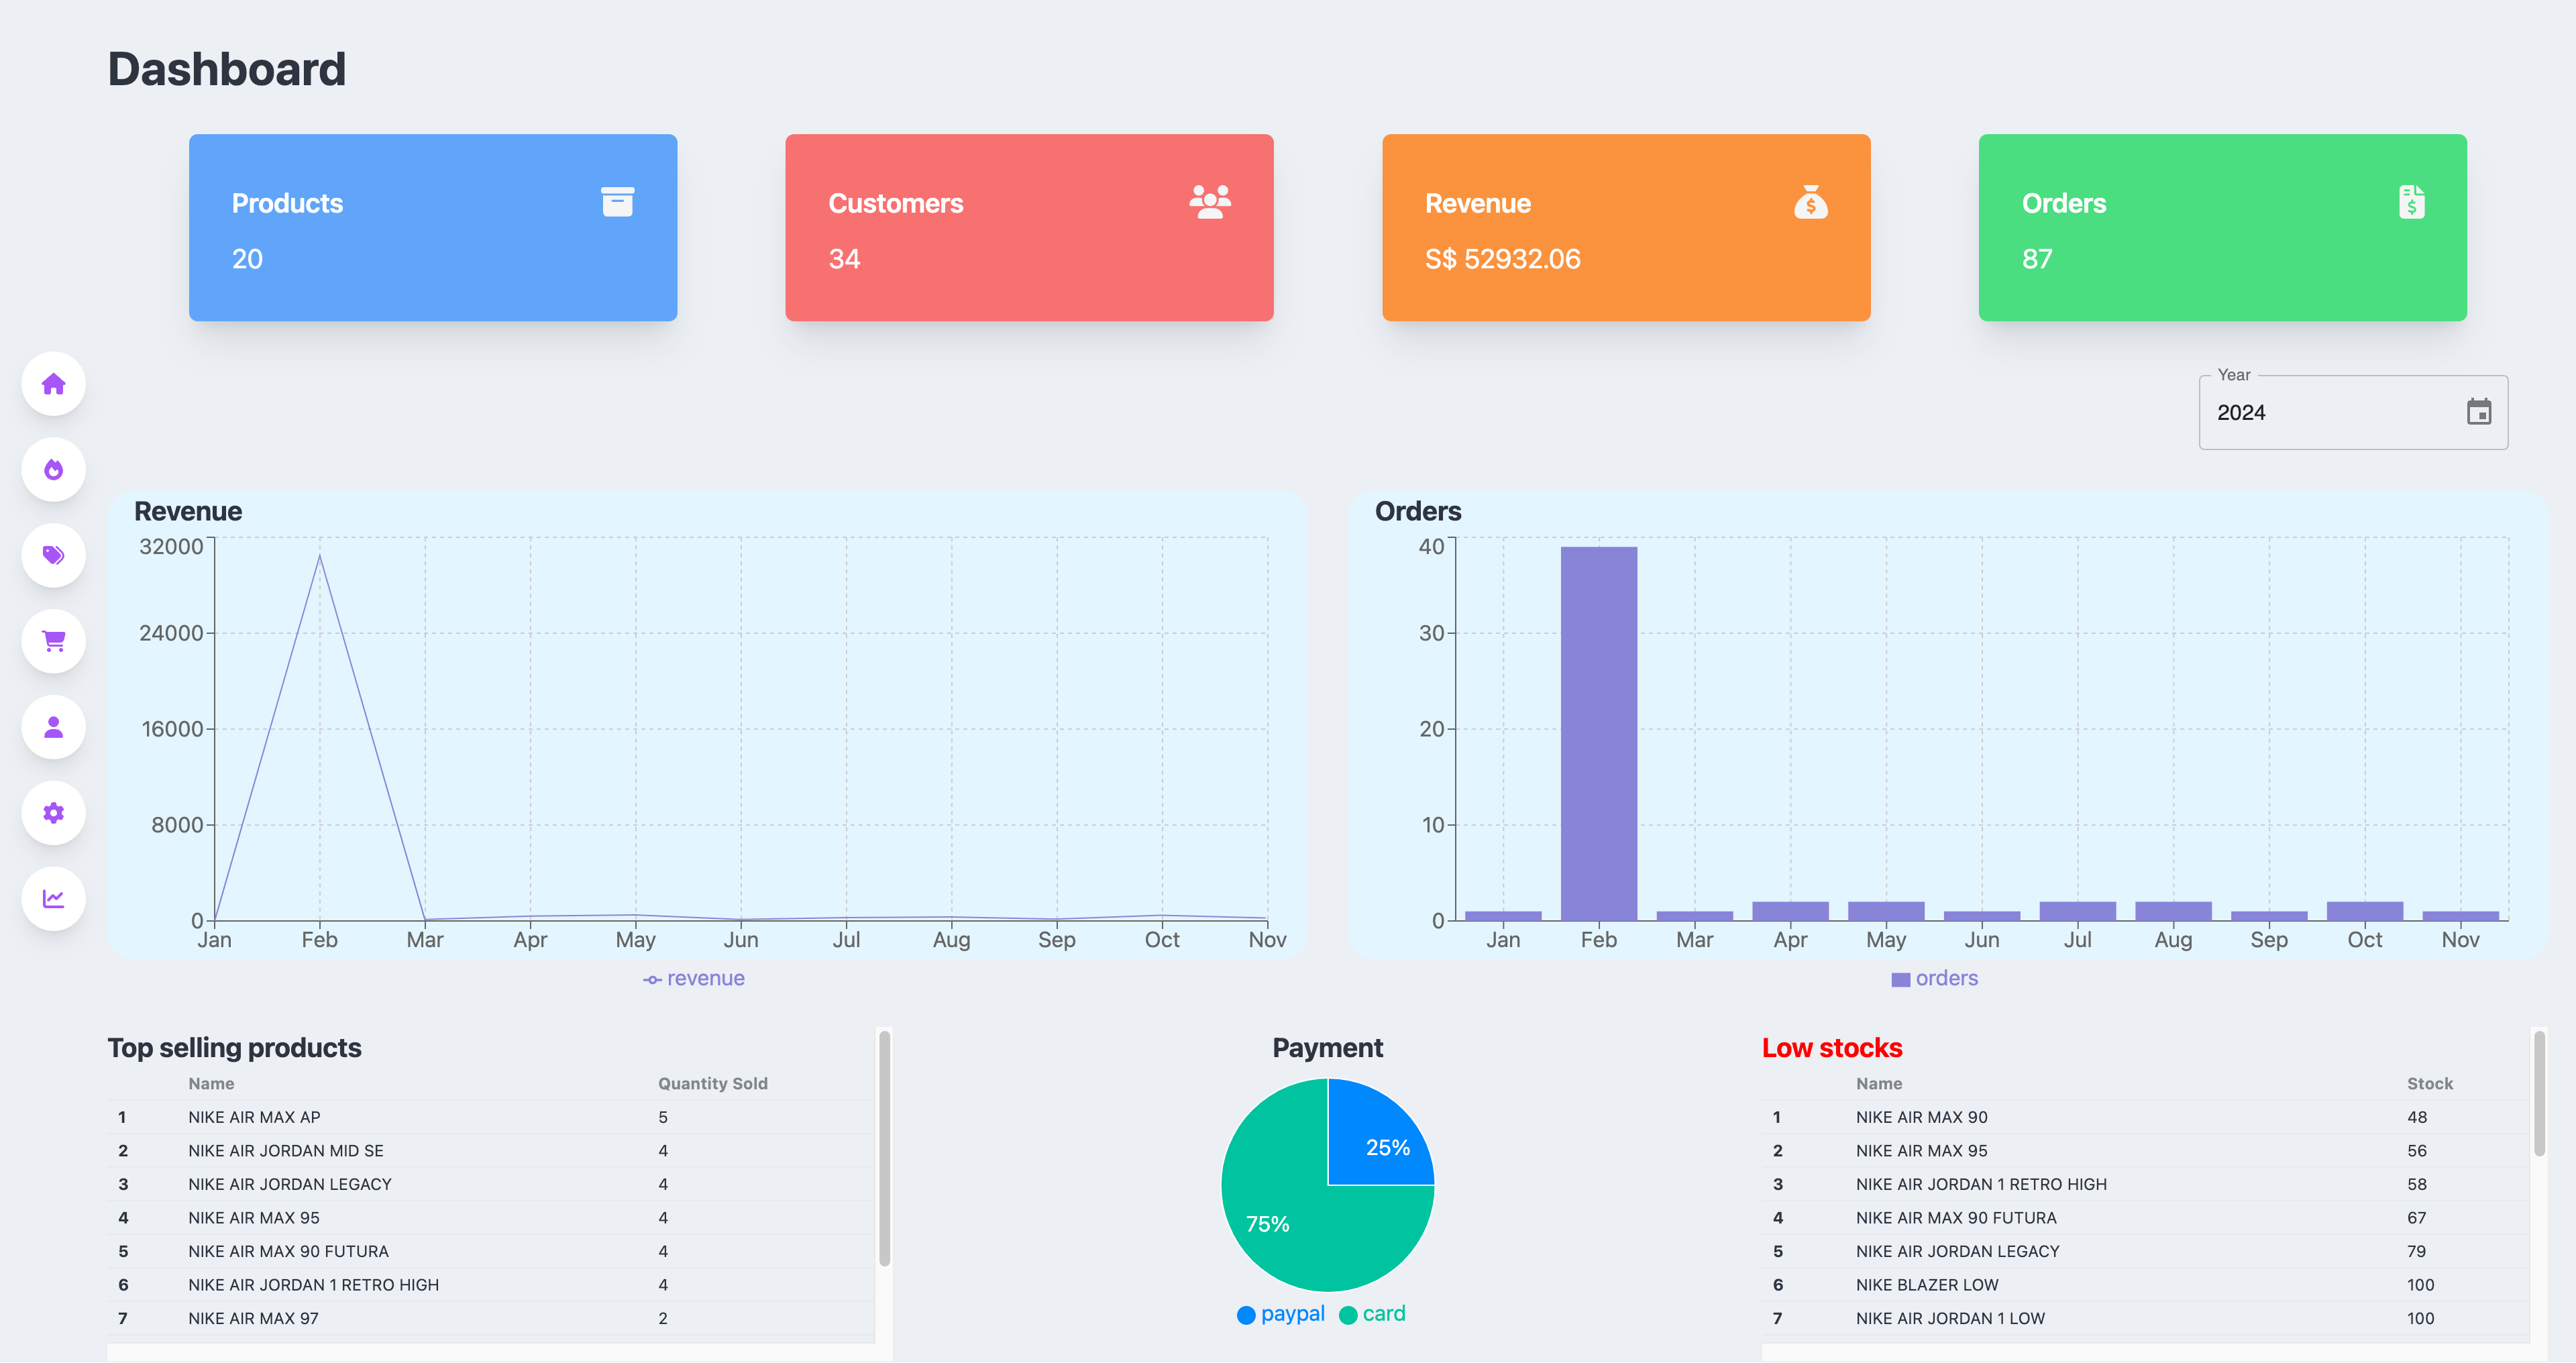 Dashboard
Products
20
Customers
34
Revenue
S$ 52932.06
Orders
87
Year
2024
Revenue
32000
24000
16000
8000
0
Jan Feb Mar Apr May Jun Jul Aug Sep Oct Nov
revenue
Orders
40
30
20
10
0
Jan Feb Mar Apr May Jun Jul Aug Sep Oct Nov
orders
Top selling products
Name Quantity Sold
1 NIKE AIR MAX AP 5
2 NIKE AIR JORDAN MID SE 4
3 NIKE AIR JORDAN LEGACY 4
4 NIKE AIR MAX 95 4
5 NIKE AIR MAX 90 FUTURA 4
6 NIKE AIR JORDAN 1 RETRO HIGH 4
7 NIKE AIR MAX 97 2
Payment
25%
75%
paypal card
Low stocks
Name Stock
1 NIKE AIR MAX 90 48
2 NIKE AIR MAX 95 56
3 NIKE AIR JORDAN 1 RETRO HIGH 58
4 NIKE AIR MAX 90 FUTURA 67
5 NIKE AIR JORDAN LEGACY 79
6 NIKE BLAZER LOW 100
7 NIKE AIR JORDAN 1 LOW 100